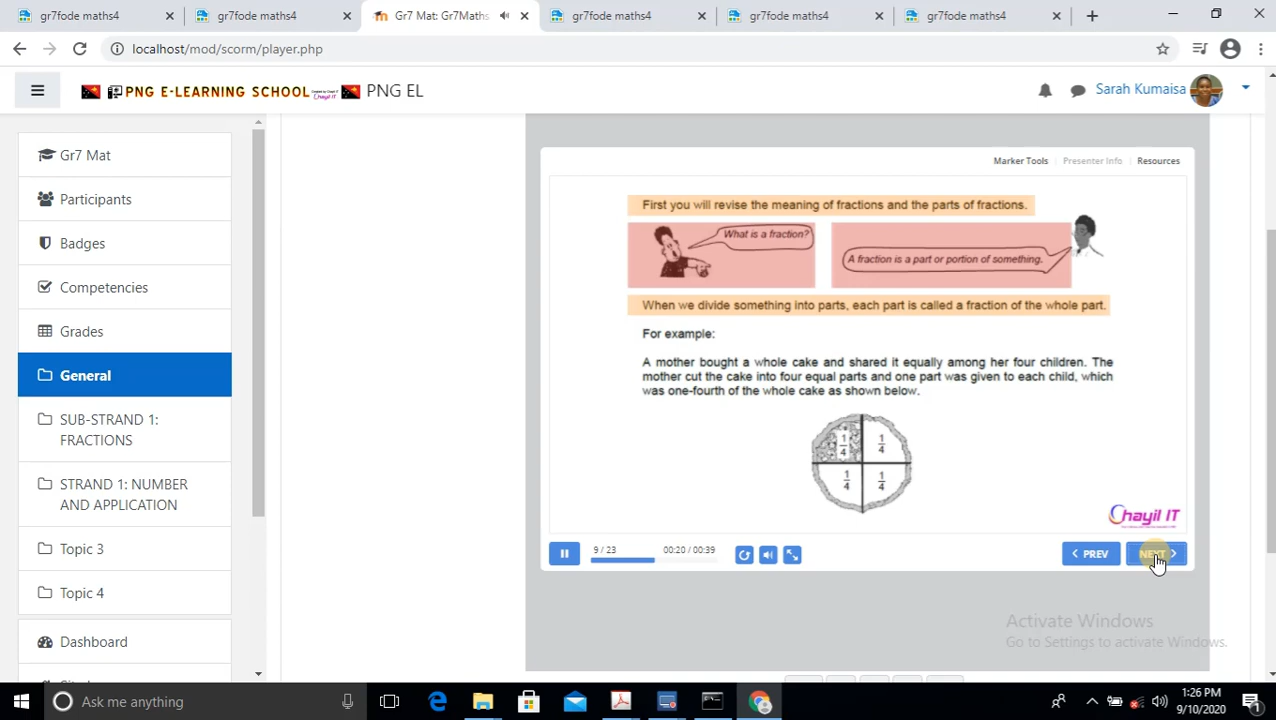 gr7fode maths4
gr7fode maths4
Gr7 Mat: Gr7Maths
gr7fode maths4
gr7fode maths4
gr7fode maths4
localhost/mod/scorm/player.php
PNG E-LEARNING SCHOOL
Chayil IT
PNG EL
Sarah Kumaisa
Gr7 Mat
Participants
Badges
Competencies
Grades
General
SUB-STRAND 1:
FRACTIONS
STRAND 1: NUMBER
AND APPLICATION
Topic 3
Topic 4
Dashboard
Marker Tools
Presenter Info
Resources
First you will revise the meaning of fractions and the parts of fractions.
What is a fraction?
A fraction is a part or portion of something.
When we divide something into parts, each part is called a fraction of the whole part.
For example:
A mother bought a whole cake and shared it equally among her four children. The
mother cut the cake into four equal parts and one part was given to each child, which
was one-fourth of the whole cake as shown below.
1/4 1/4
1/4 1/4
Chayil IT
9 / 23
00:20 / 00:39
PREV
NEXT
Activate Windows
Go to Settings to activate Windows.
Ask me anything
1:26 PM
9/10/2020
1